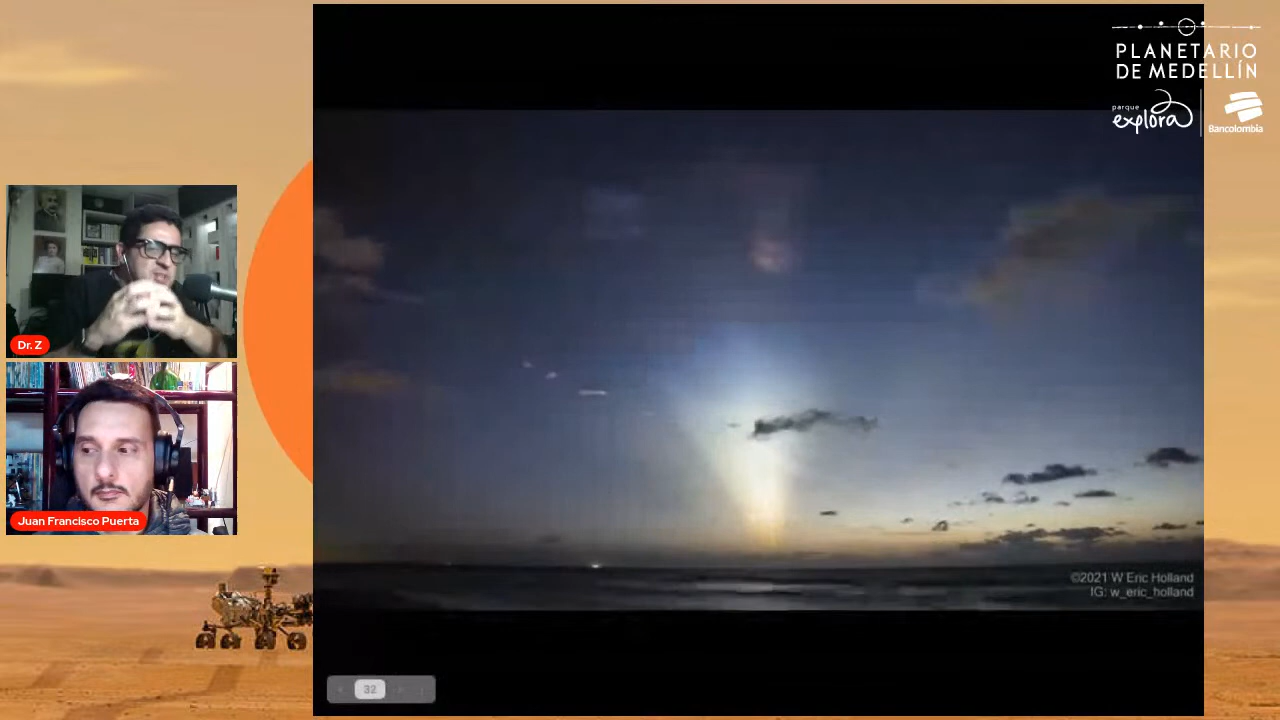 PLANETARIO
DE MEDELLÍN
parque
explora
Bancolombia
Dr. Z
Juan Francisco Puerta
©2021 W Eric Holland
IG: w_eric_holland
32